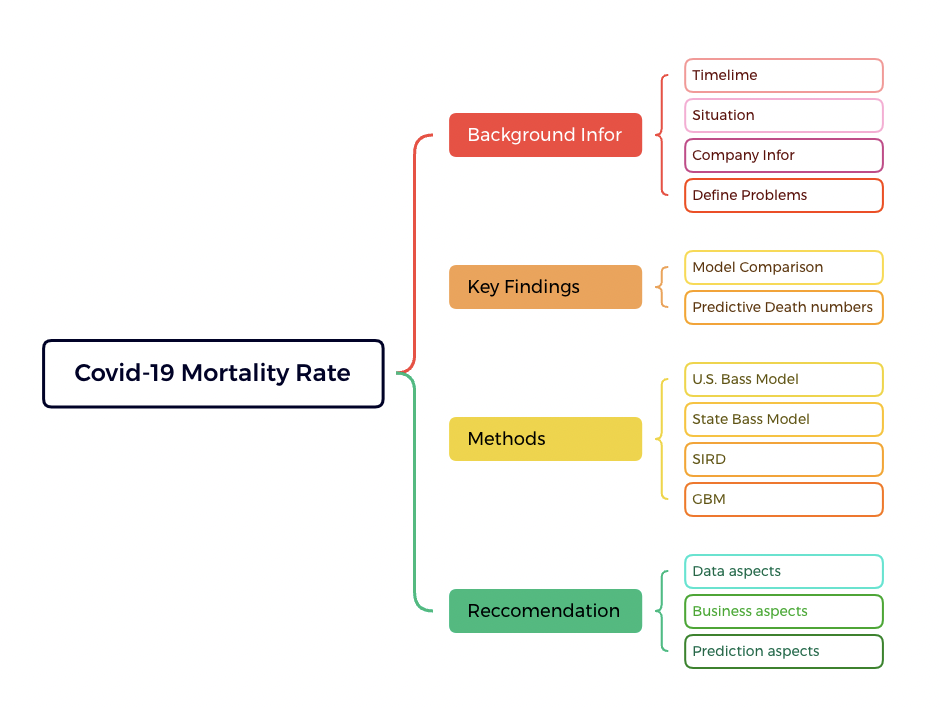 Covid-19 Mortality Rate
Background Infor
Timelime
Situation
Company Infor
Define Problems
Key Findings
Model Comparison
Predictive Death numbers
Methods
U.S. Bass Model
State Bass Model
SIRD
GBM
Reccomendation
Data aspects
Business aspects
Prediction aspects